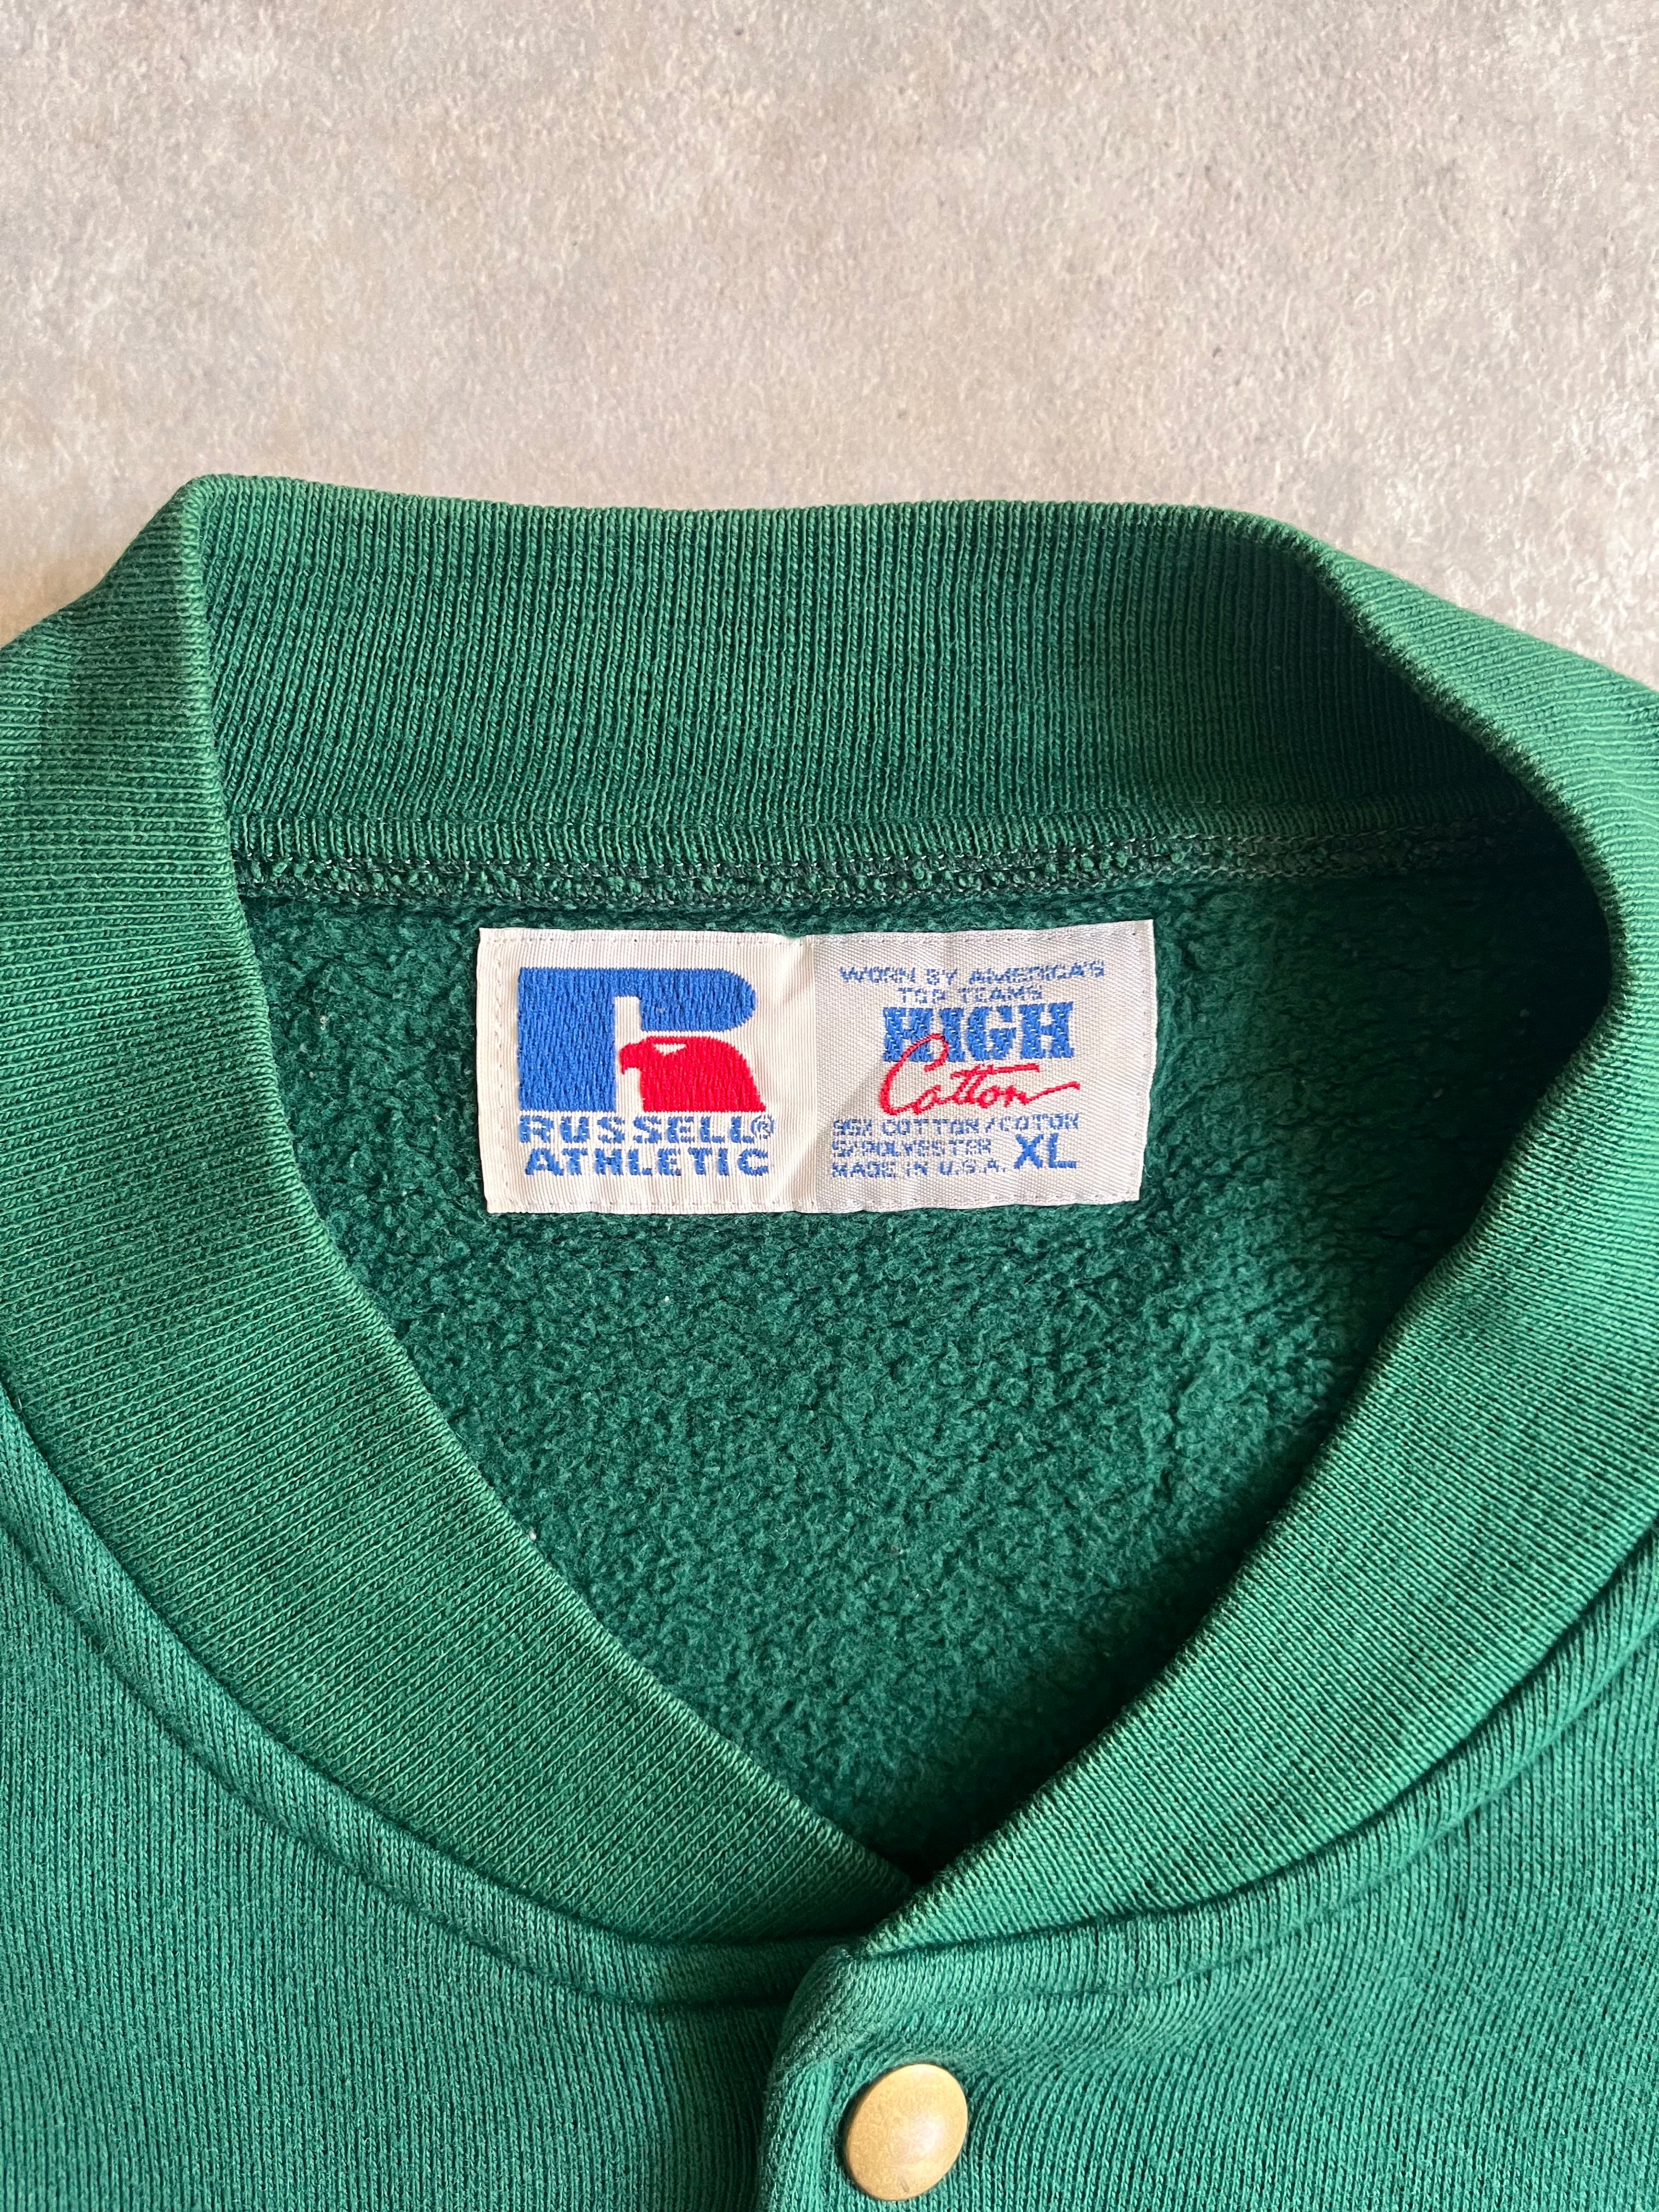 RUSSELL®
ATHLETIC
WORN BY AMERICA'S
TOP TEAMS
HIGH
Cotton
95% COTTON/COTON
5/POLYESTER
MADE IN U.S.A. XL